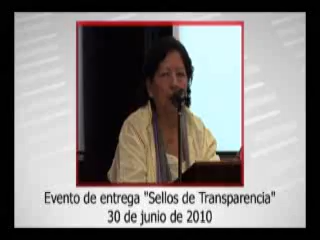 Evento de entrega "Sellos de Transparencia"
30 de junio de 2010